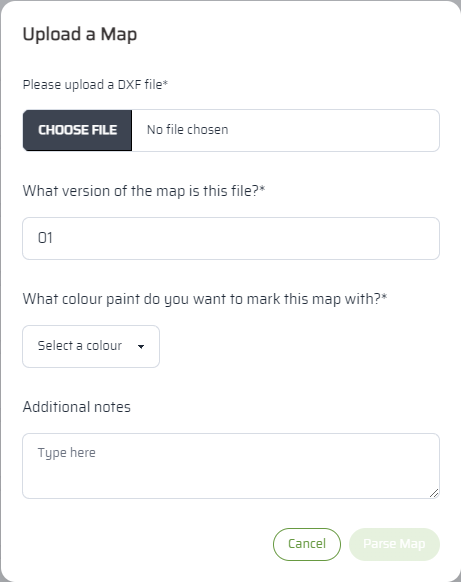 Upload a Map
Please upload a DXF file*
CHOOSE FILE No file chosen
What version of the map is this file?*
01
What colour paint do you want to mark this map with?*
Select a colour
Additional notes
Type here
Cancel Parse Map